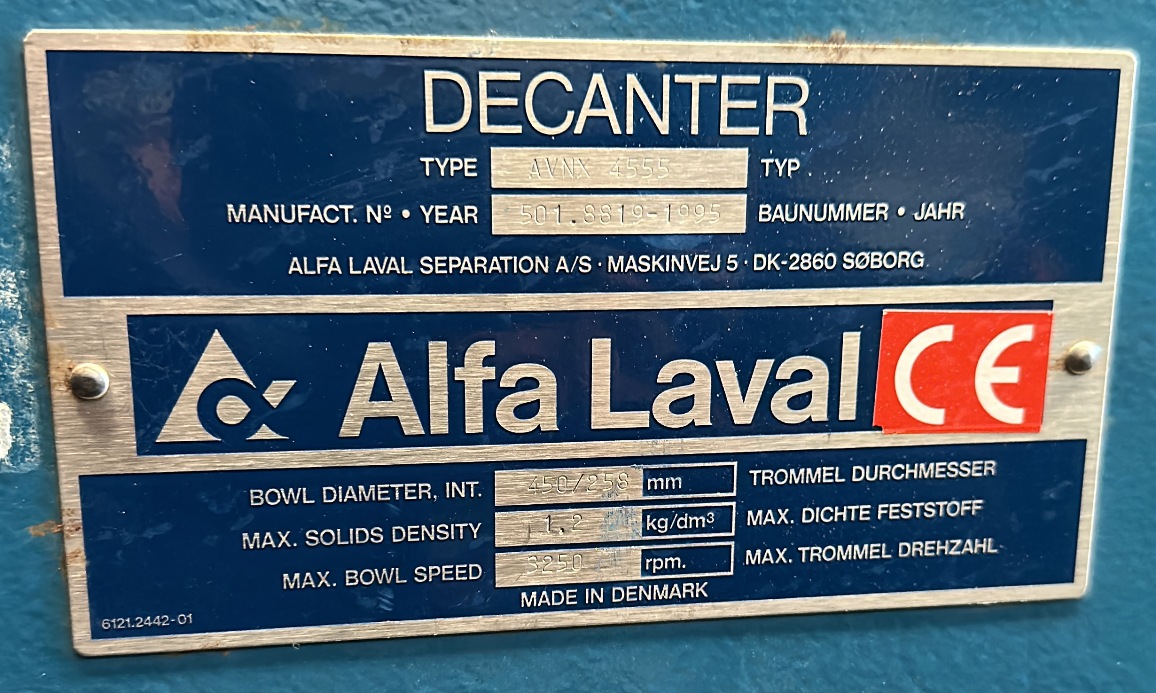 DECANTER
TYPE AVNX 4555 TYP.
MANUFACT. Nº • YEAR 501.8819-1995 BAUNUMMER • JAHR
ALFA LAVAL SEPARATION A/S · MASKINVEJ 5 · DK-2860 SØBORG
Alfa Laval CE
BOWL DIAMETER, INT. 450/258 mm TROMMEL DURCHMESSER
MAX. SOLIDS DENSITY 1.2 kg/dm³ MAX. DICHTE FESTSTOFF
MAX. BOWL SPEED 3250 rpm. MAX. TROMMEL DREHZAHL
MADE IN DENMARK
6121.2442-01